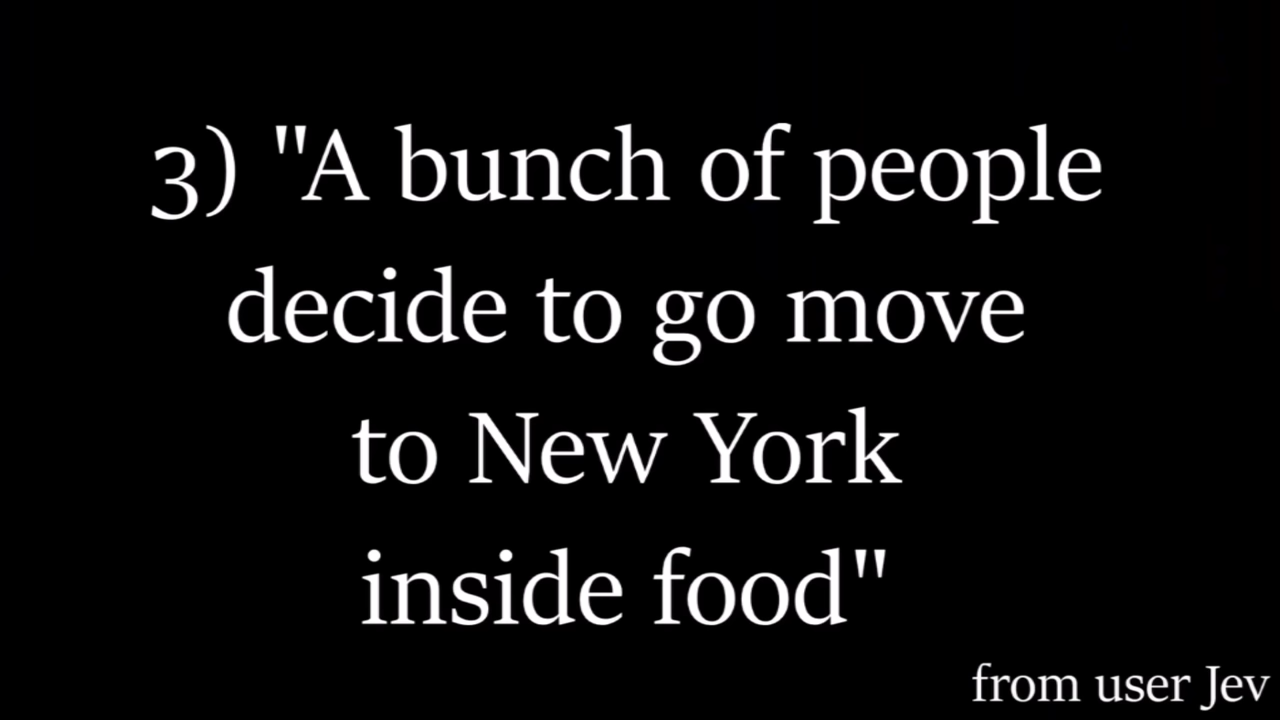 3) "A bunch of people
decide to go move
to New York
inside food"
from user Jev